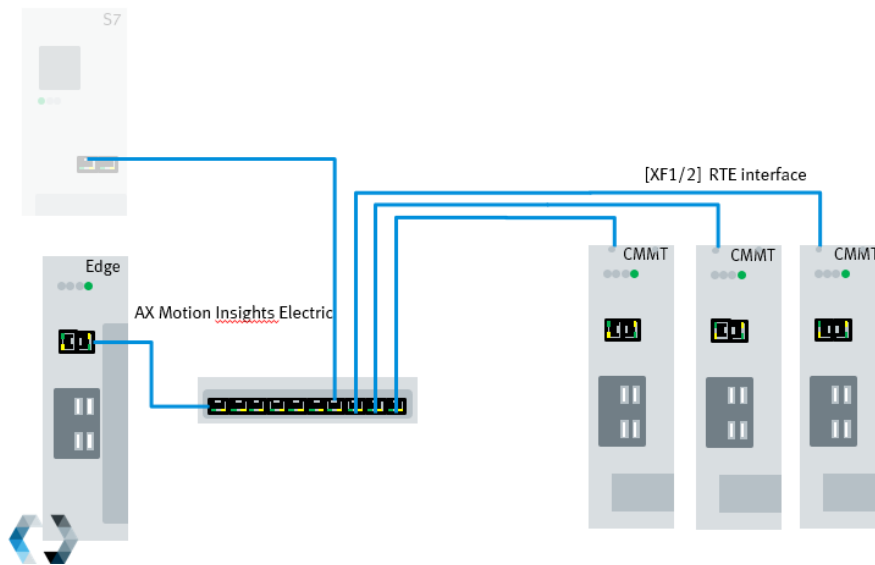 S7
[XF1/2] RTE interface
CMMT
CMMT
CMMT
Edge
AX Motion Insights Electric